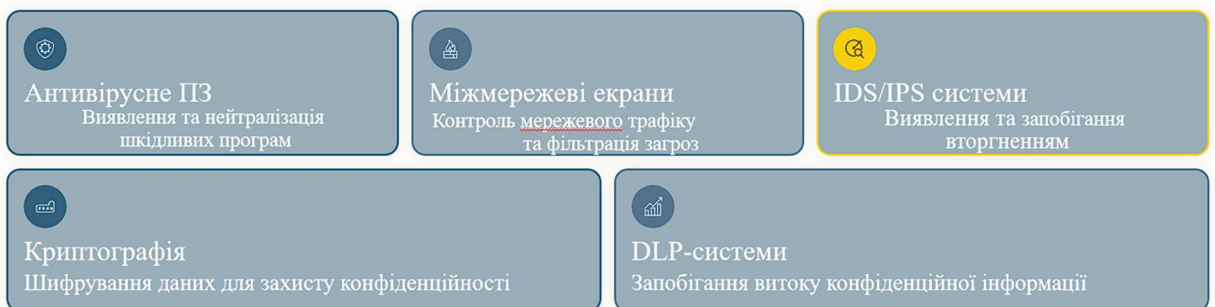 Антивірусне ПЗ
Виявлення та нейтралізація
шкідливих програм
Міжмережеві екрани
Контроль мережевого трафіку
та фільтрація загроз
IDS/IPS системи
Виявлення та запобігання
вторгненням
Криптографія
Шифрування даних для захисту конфіденційності
DLP-системи
Запобігання витоку конфіденційної інформації